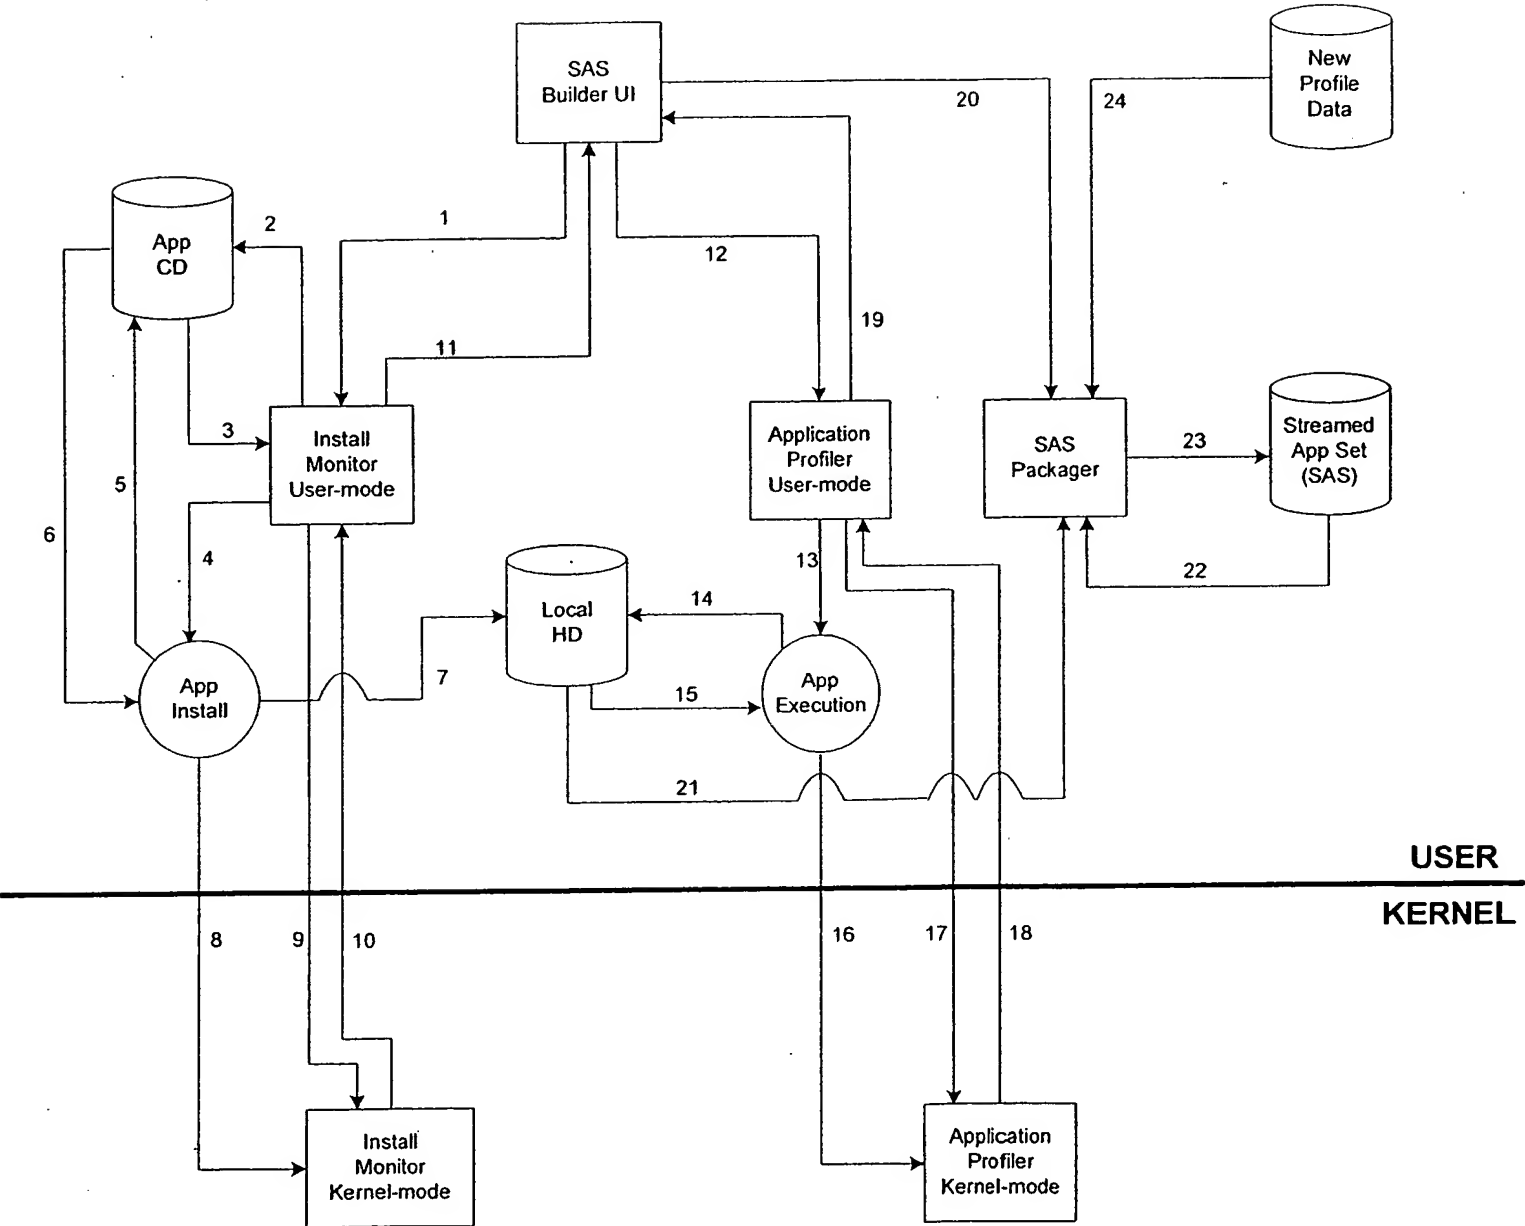 SAS
Builder UI
New
Profile
Data
20
24
App
CD
2
1
12
19
11
3
5
6
4
Install
Monitor
User-mode
Application
Profiler
User-mode
SAS
Packager
23
Streamed
App Set
(SAS)
22
13
Local
HD
14
15
7
App
Install
App
Execution
21
USER
KERNEL
8
9
10
16
17
18
Install
Monitor
Kernel-mode
Application
Profiler
Kernel-mode